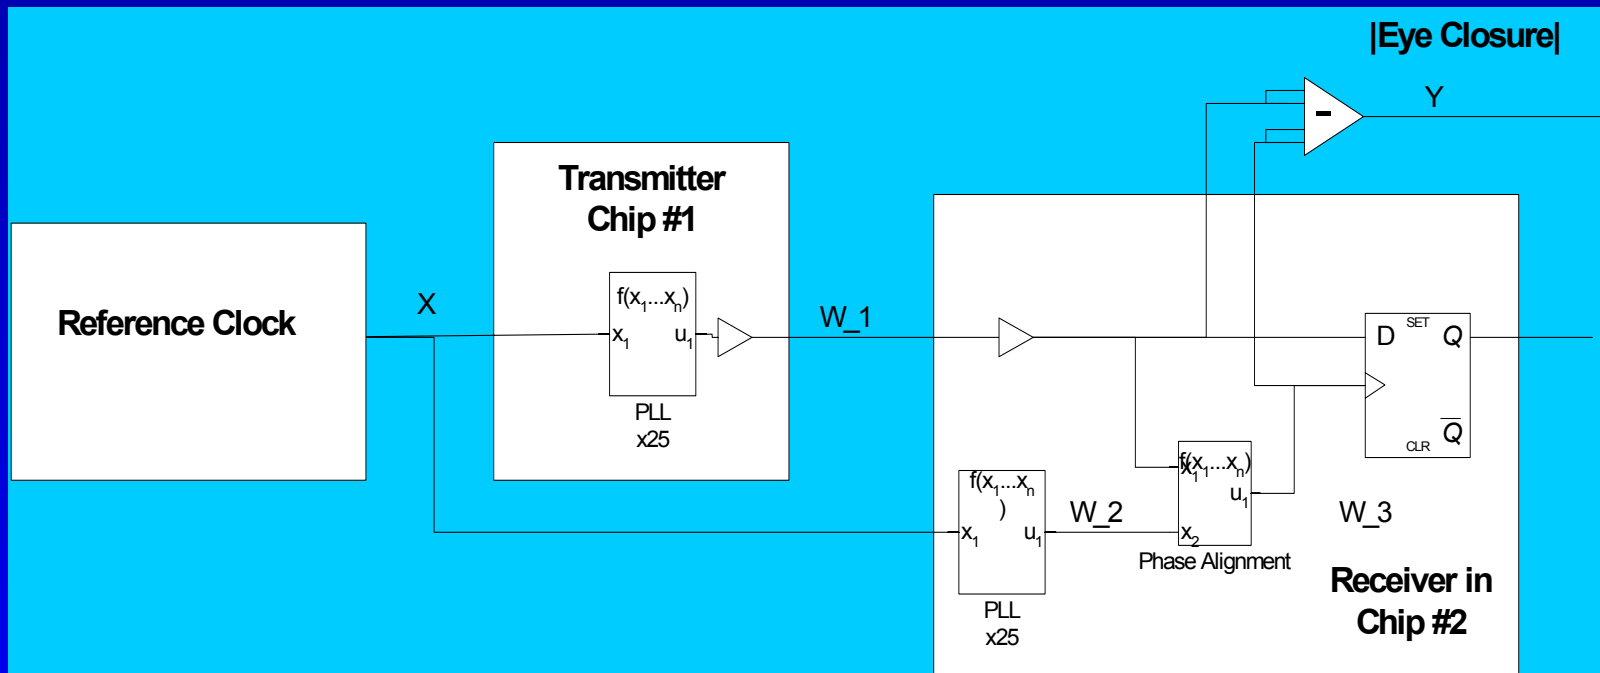 |Eye Closure|
Y
-
Transmitter
Chip #1
Reference Clock
X
f(x₁...xₙ)
x₁ u₁
PLL
x25
W_1
D SET Q
CLR Q̅
f(x₁...xₙ)
x₁
u₁
x₂
Phase Alignment
f(x₁...xₙ
)
x₁ u₁
PLL
x25
W_2
W_3
Receiver in
Chip #2